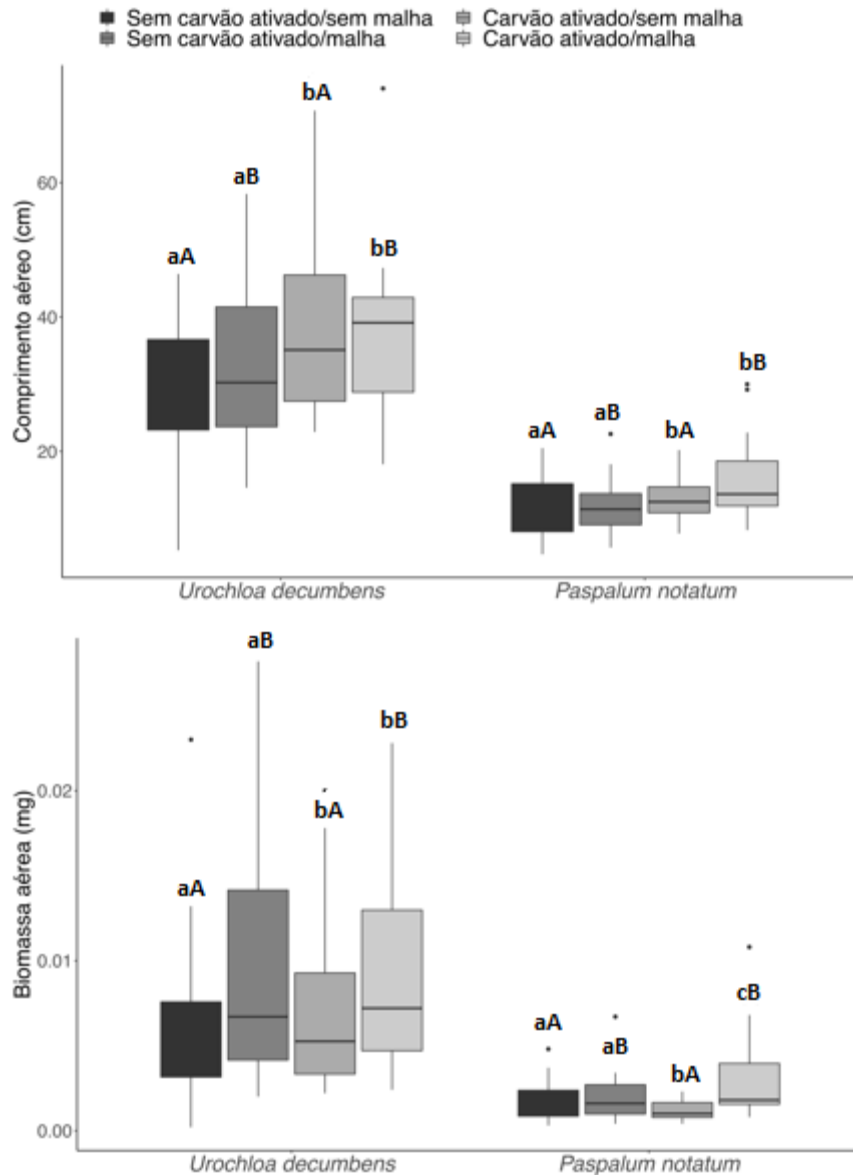 Sem carvão ativado/sem malha
Carvão ativado/sem malha
Sem carvão ativado/malha
Carvão ativado/malha
Comprimento aéreo (cm)
60
40
20
aA
aB
bA
bB
aA
aB
bA
bB
Urochloa decumbens
Paspalum notatum
Biomassa aérea (mg)
0.02
0.01
0.00
aA
aB
bA
bB
aA
aB
bA
cB
Urochloa decumbens
Paspalum notatum